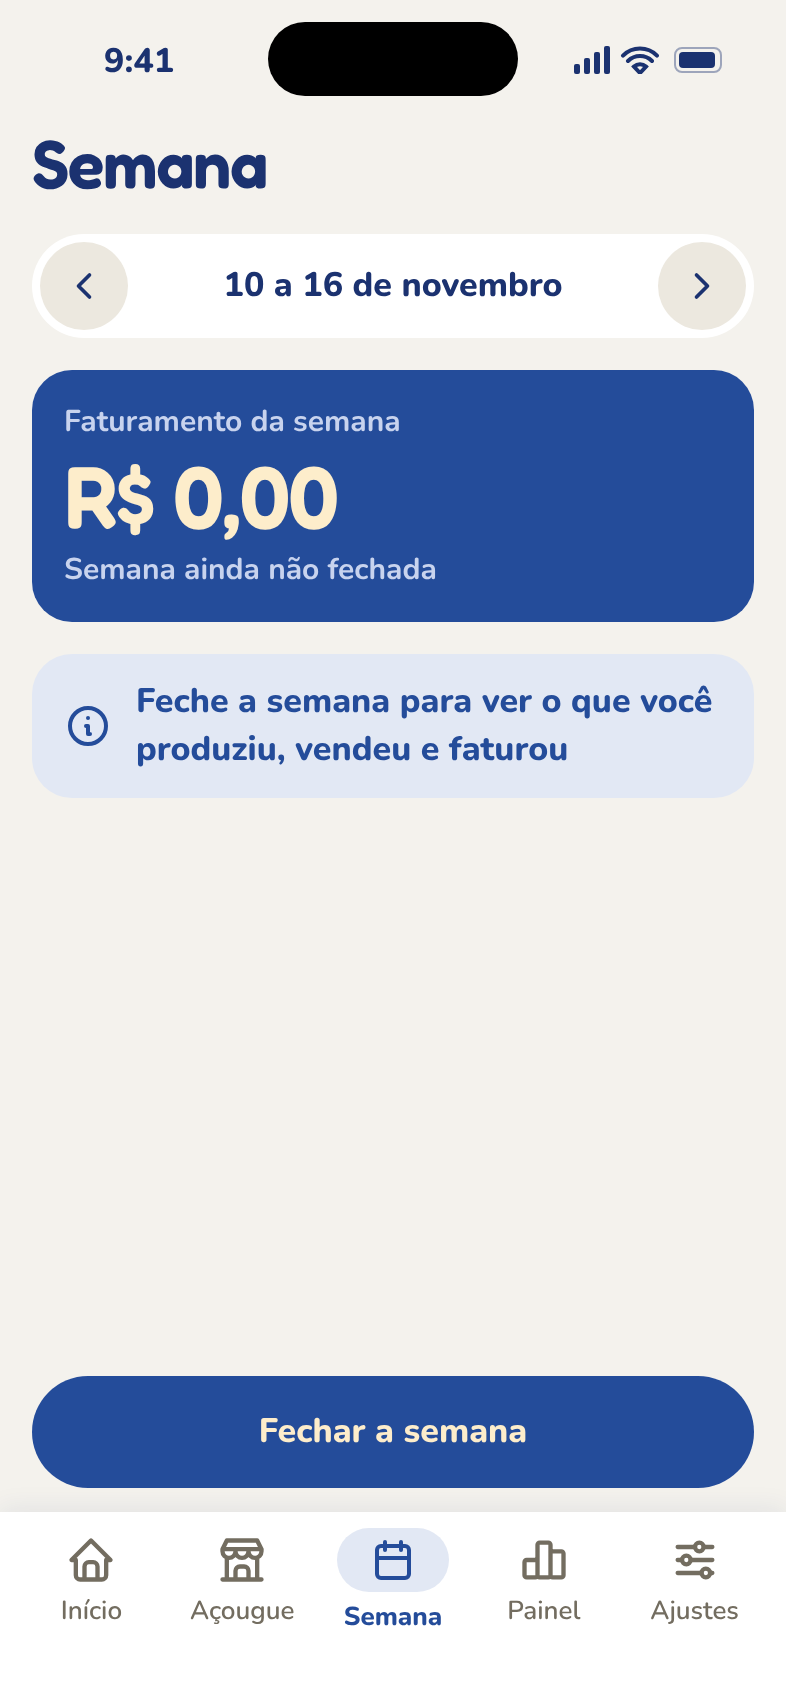 9:41
Semana
10 a 16 de novembro
Faturamento da semana
R$ 0,00
Semana ainda não fechada
Feche a semana para ver o que você
produziu, vendeu e faturou
Fechar a semana
Início
Açougue
Semana
Painel
Ajustes